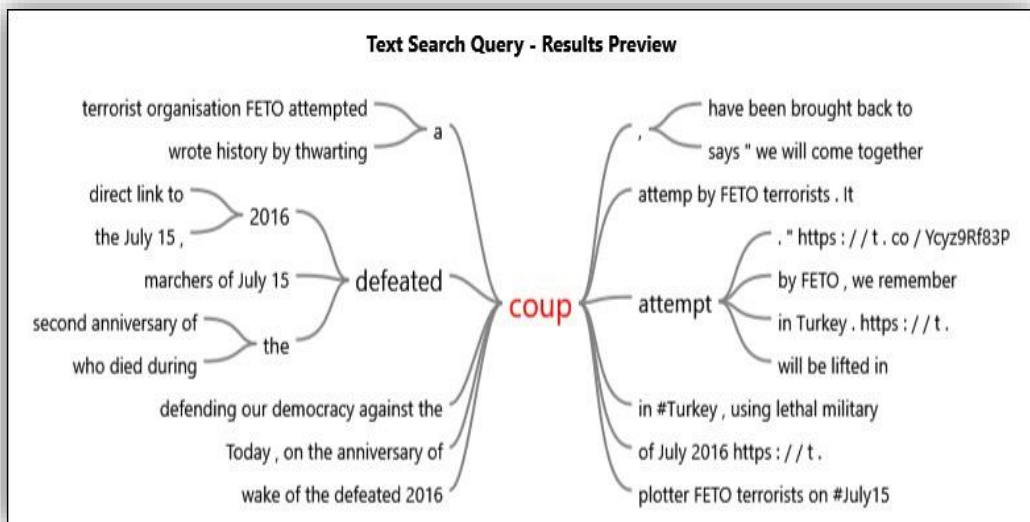 Text Search Query - Results Preview
terrorist organisation FETO attempted
wrote history by thwarting
a
direct link to
the July 15 ,
2016
marchers of July 15
second anniversary of
who died during
the
defeated
defending our democracy against the
Today , on the anniversary of
wake of the defeated 2016
coup
,
have been brought back to
says " we will come together
attemp by FETO terrorists . It
attempt
. " https : / / t . co / Ycyz9Rf83P
by FETO , we remember
in Turkey . https : / / t .
will be lifted in
in #Turkey , using lethal military
of July 2016 https : / / t .
plotter FETO terrorists on #July15